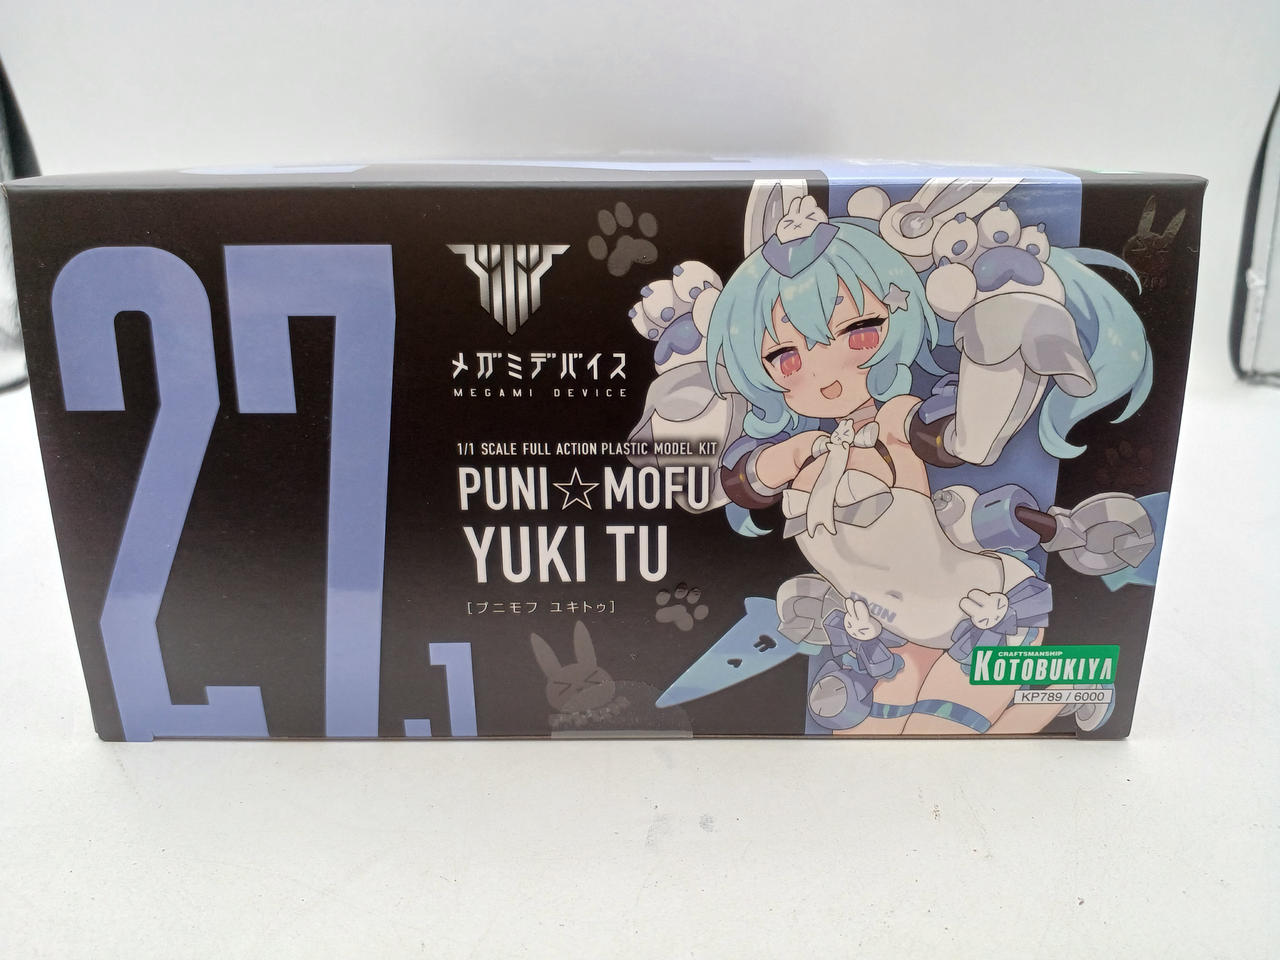 27.1
メガミデバイス
MEGAMI DEVICE
1/1 SCALE FULL ACTION PLASTIC MODEL KIT
PUNI☆MOFU
YUKI TU
[プニモフ ユキトゥ]
CRAFTSMANSHIP
KOTOBUKIYA
KP789 / 6000